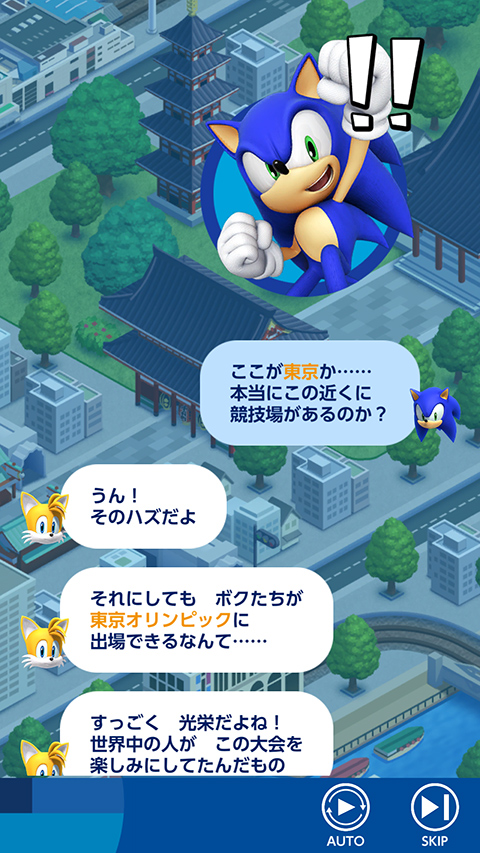 !!
ここが東京か……
本当にこの近くに
競技場があるのか？
うん！
そのハズだよ
それにしても　ボクたちが
東京オリンピックに
出場できるなんて……
すっごく　光栄だよね！
世界中の人が　この大会を
楽しみにしてたんだもの
AUTO
SKIP